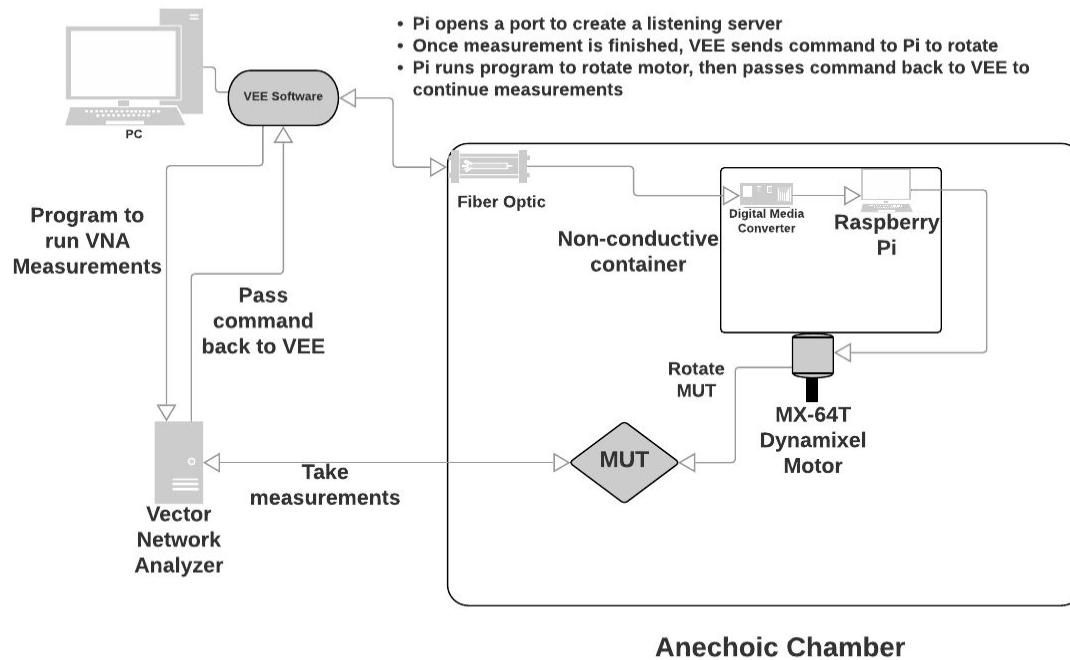 • Pi opens a port to create a listening server
• Once measurement is finished, VEE sends command to Pi to rotate
• Pi runs program to rotate motor, then passes command back to VEE to
continue measurements
VEE Software
PC
Fiber Optic
Digital Media
Converter
Raspberry
Pi
Non-conductive
container
Program to
run VNA
Measurements
Pass
command
back to VEE
Rotate
MUT
MX-64T
Dynamixel
Motor
MUT
Take
measurements
Vector
Network
Analyzer
Anechoic Chamber